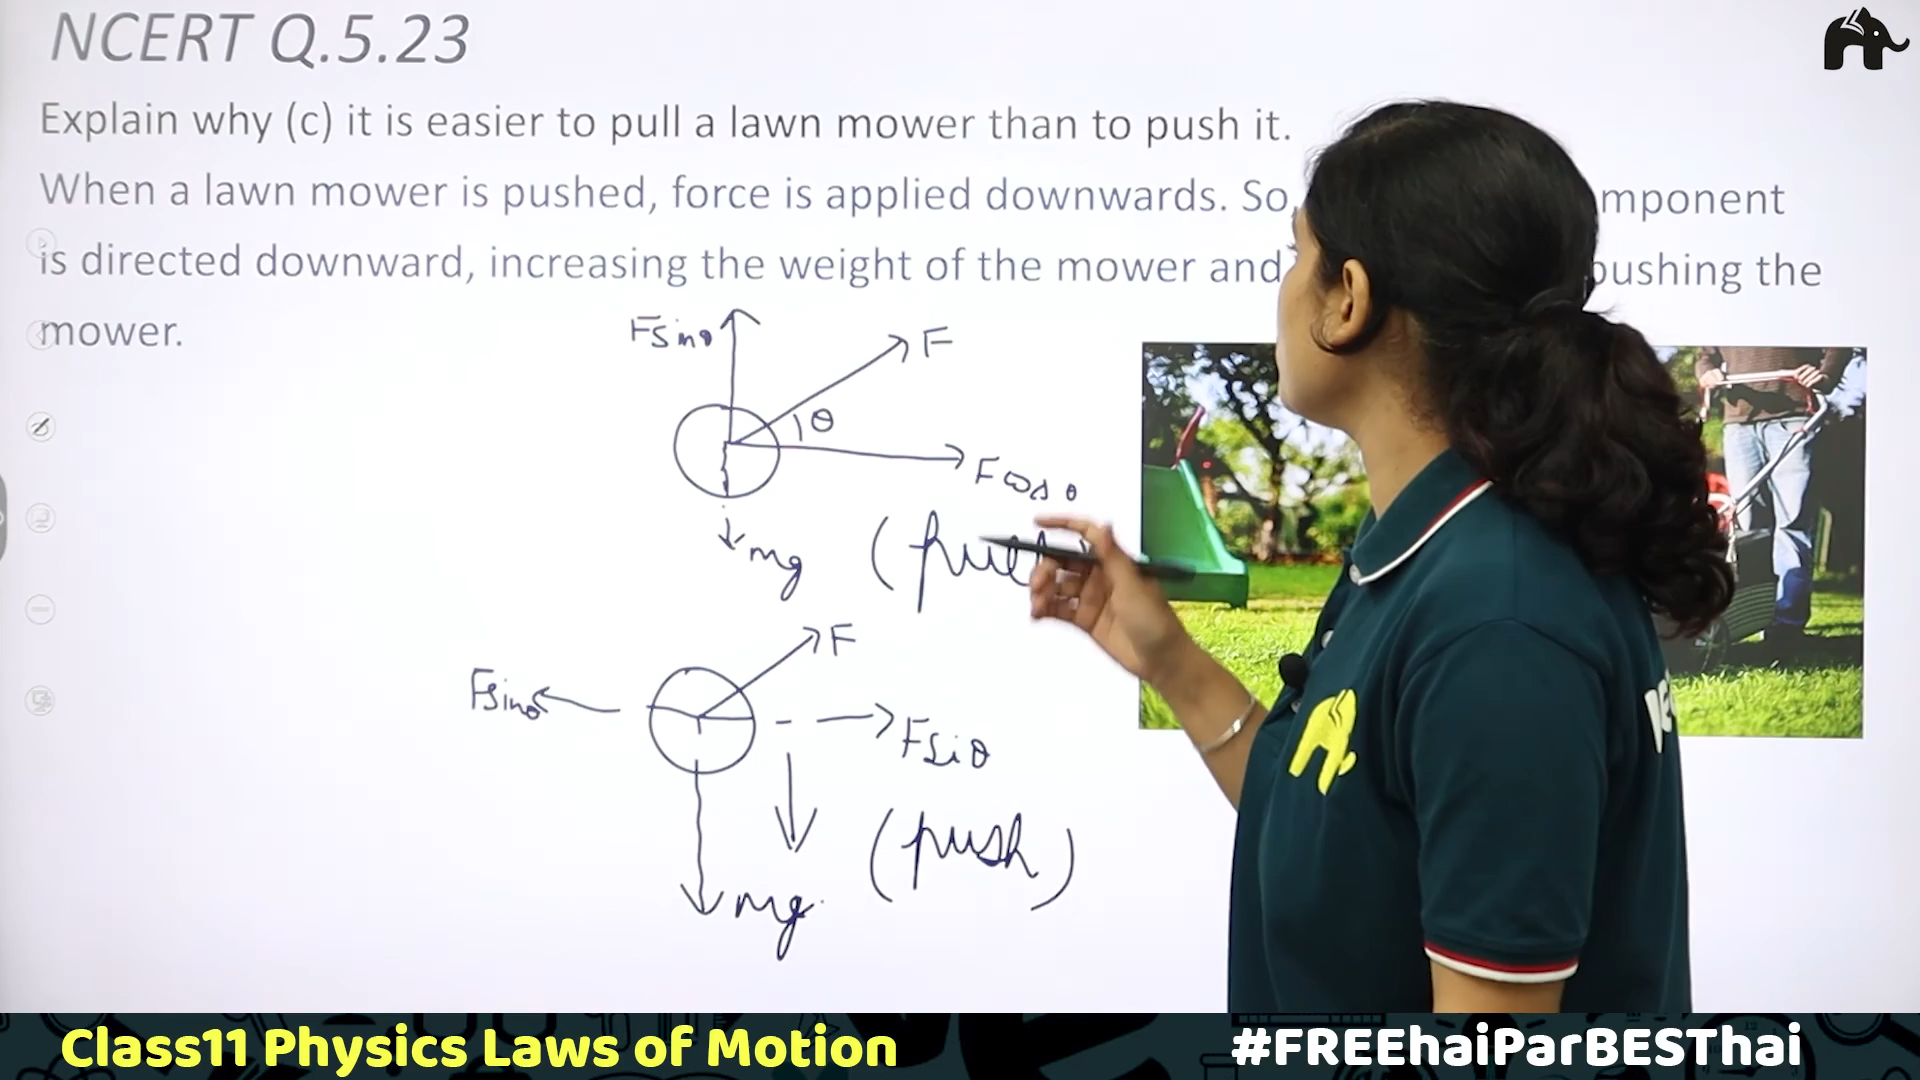 NCERT Q.5.23
Explain why (c) it is easier to pull a lawn mower than to push it.
When a lawn mower is pushed, force is applied downwards. So, mponent
is directed downward, increasing the weight of the mower and pushing the
mower.
Fsinθ
F
θ
Fcosθ
mg
F
Fsinθ
Fsiθ
(push)
mg
Class11 Physics Laws of Motion
#FREEhaiParBESThai